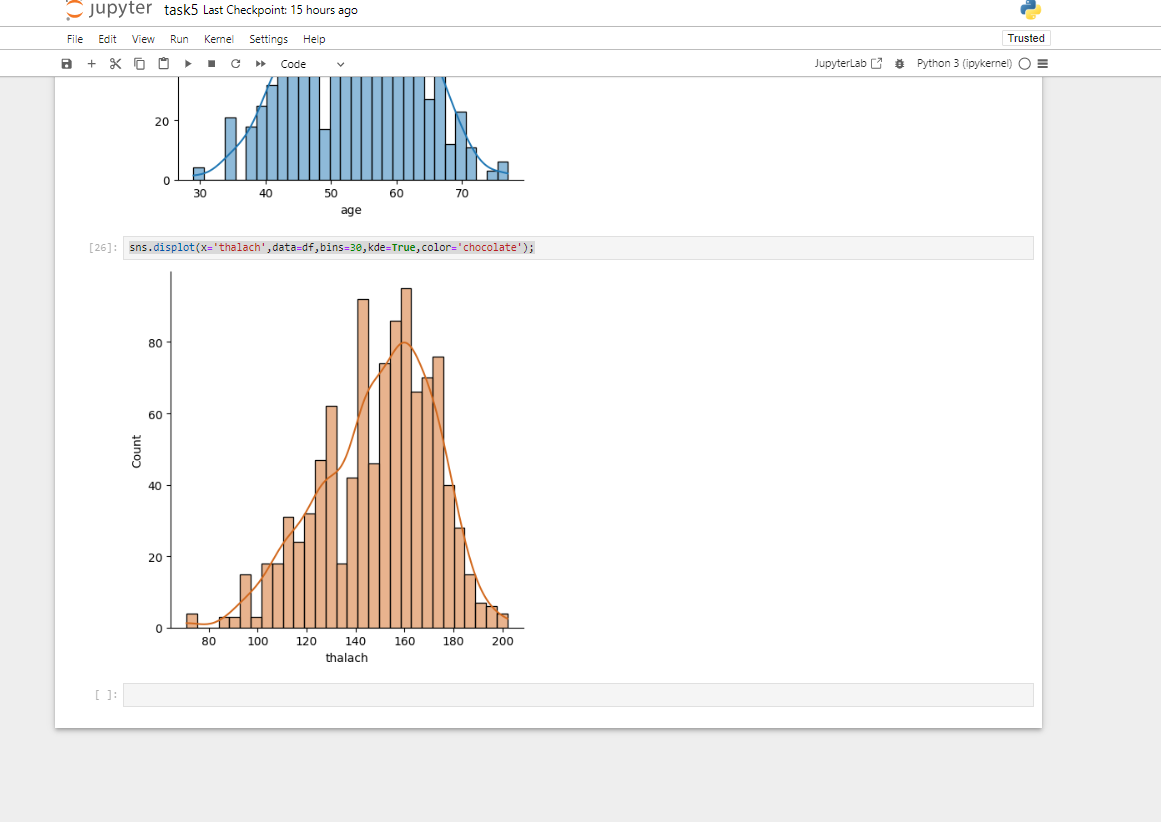 jupyter task5 Last Checkpoint: 15 hours ago
File Edit View Run Kernel Settings Help
Trusted
Code
JupyterLab
Python 3 (ipykernel)
20
0
30 40 50 60 70
age
[26]: sns.displot(x='thalach',data=df,bins=30,kde=True,color='chocolate');
80
60
Count
40
20
0
80 100 120 140 160 180 200
thalach
[ ]: